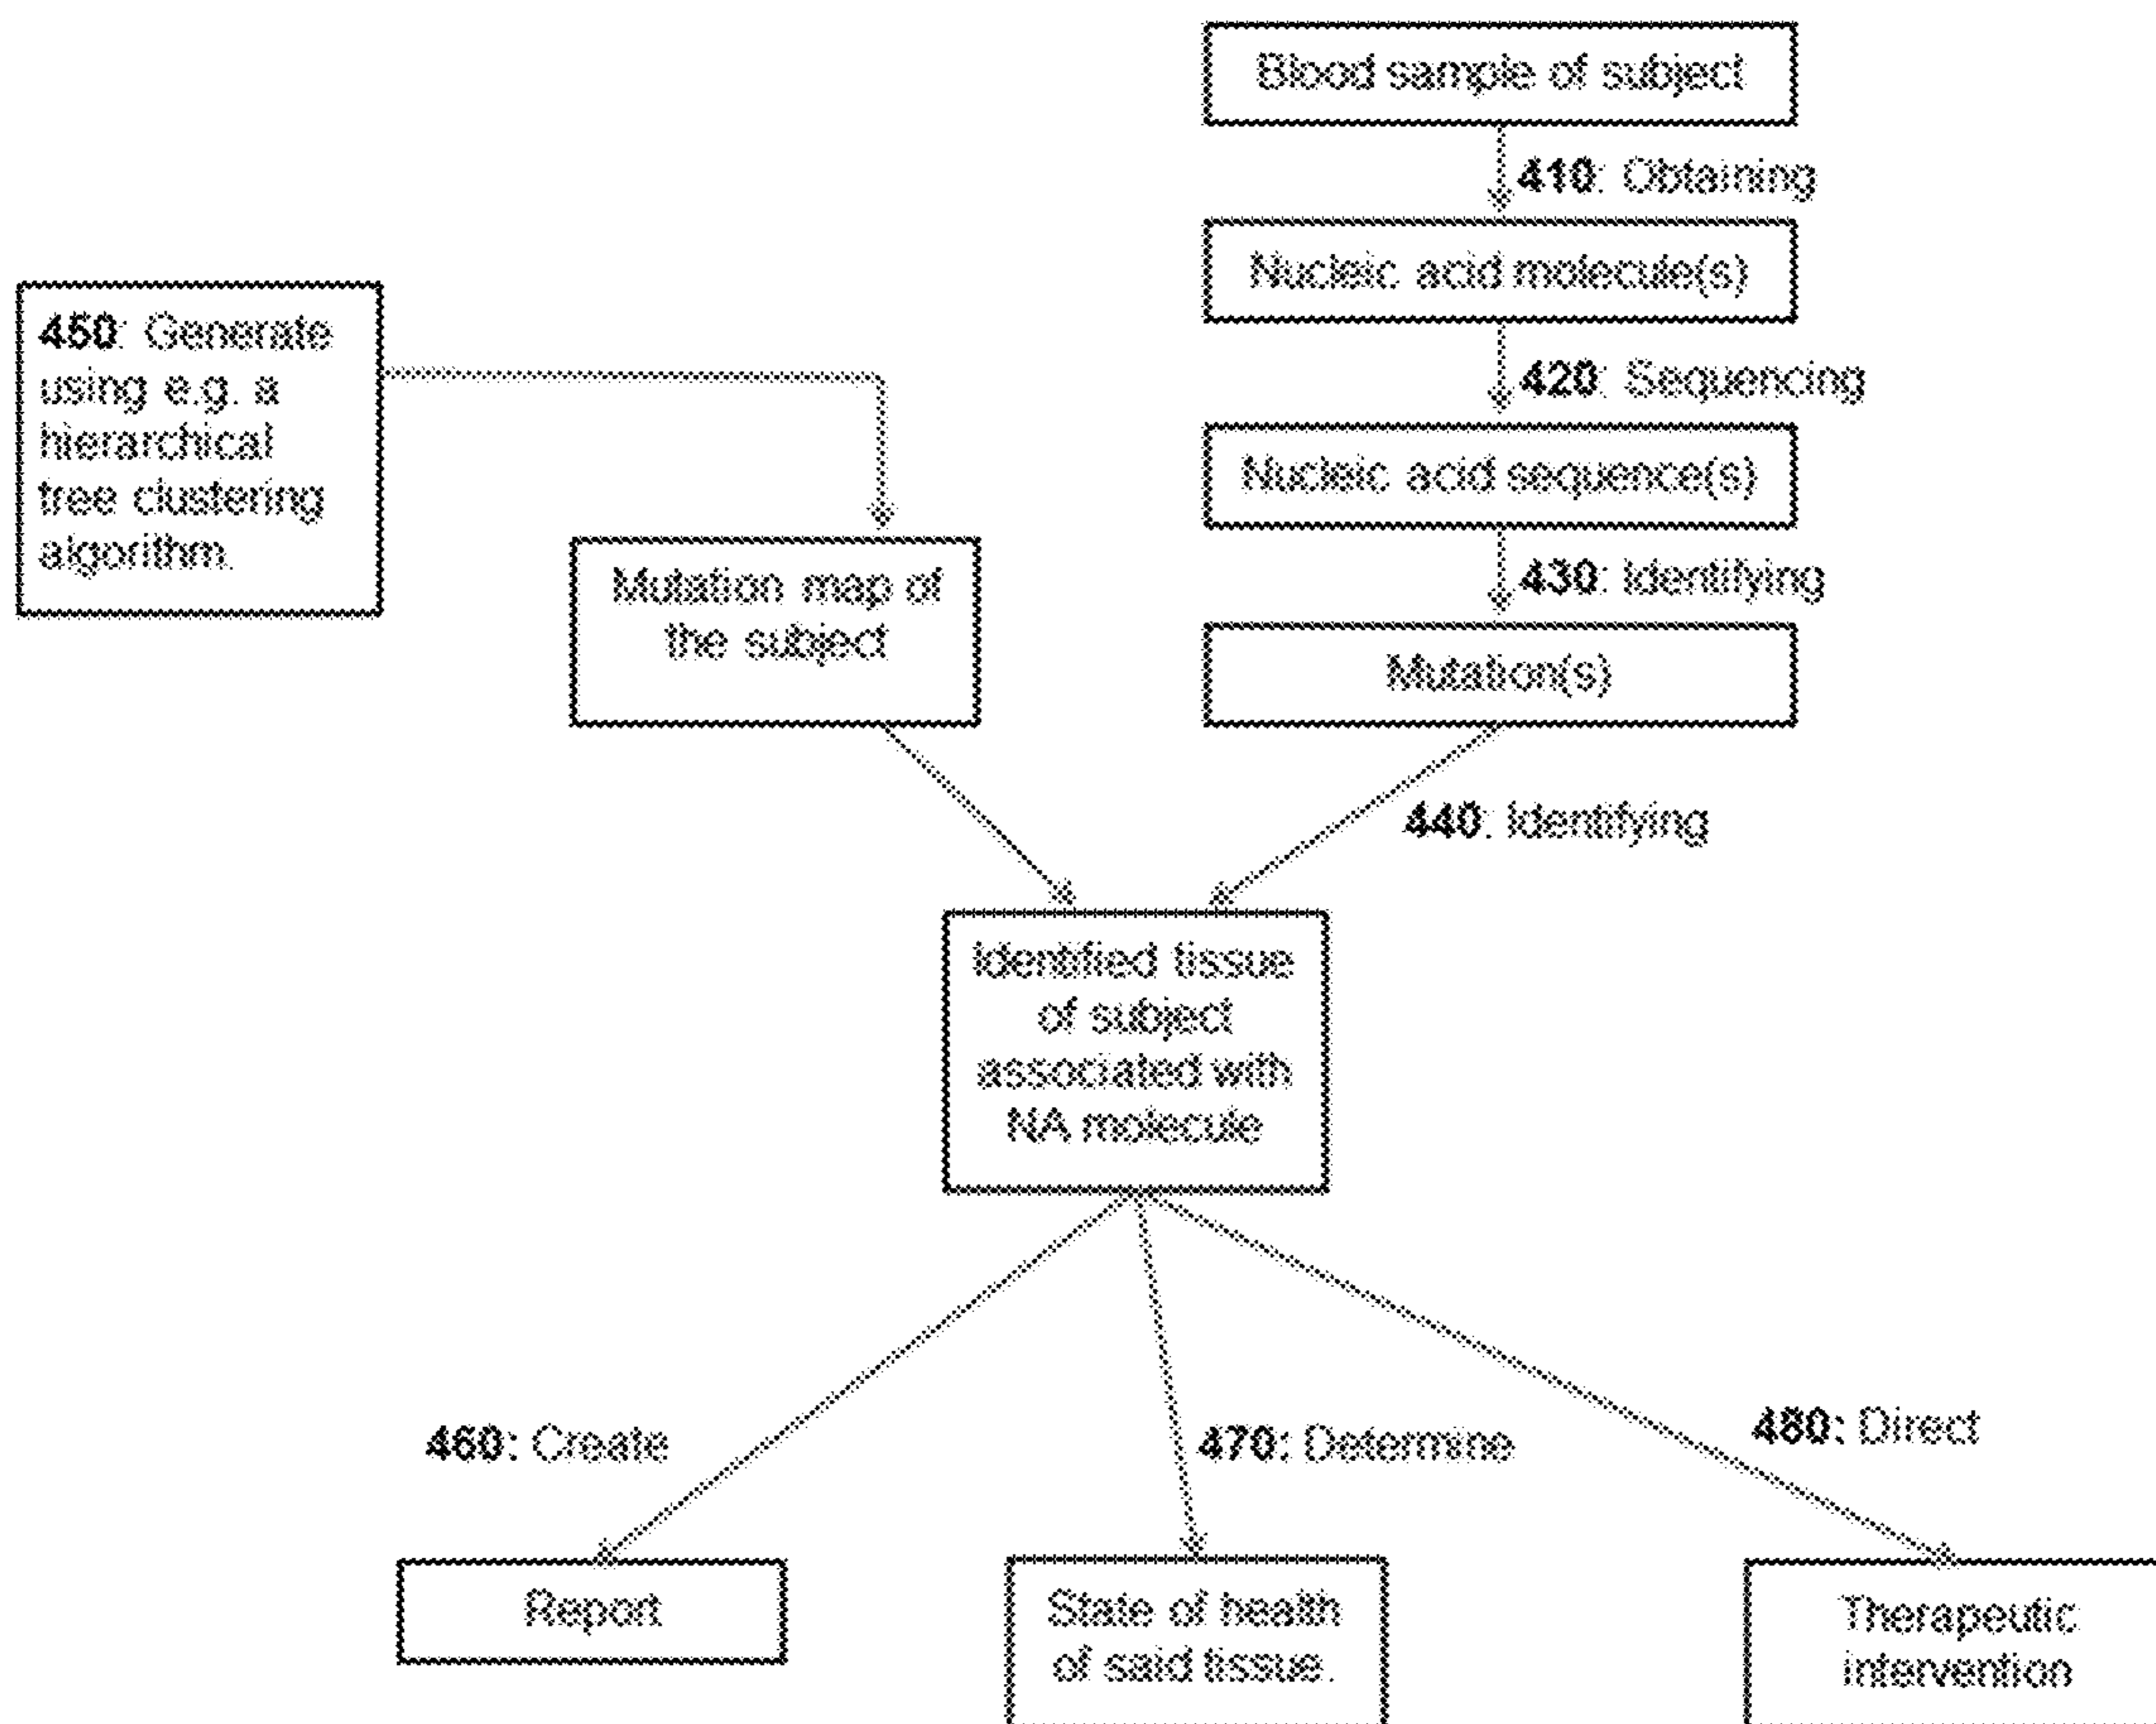 Blood sample of subject
410: Obtaining
Nucleic acid molecule(s)
420: Sequencing
Nucleic acid sequence(s)
430: Identifying
Mutation(s)
440: Identifying
450: Generate
using e.g. a
hierarchical
tree clustering
algorithm.
Mutation map of
the subject
Identified tissue
of subject
associated with
NA molecule
460: Create
470: Determine
480: Direct
Report
State of health
of said tissue.
Therapeutic
intervention